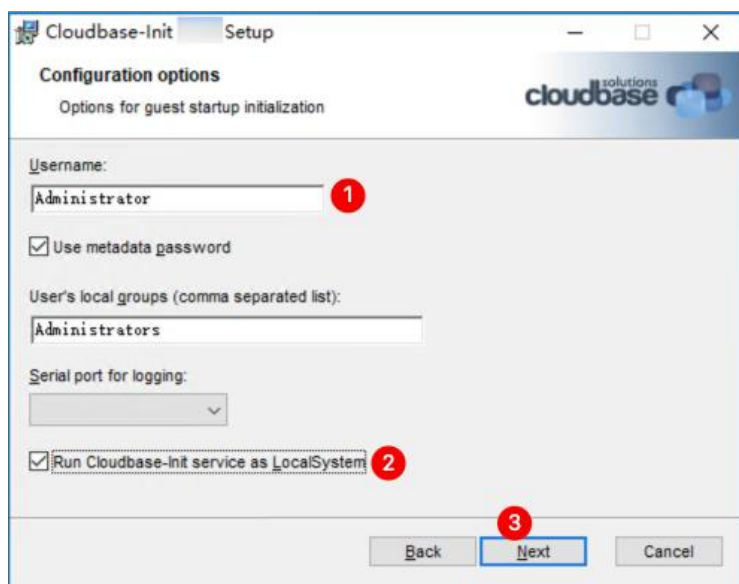 Cloudbase-Init Setup
Configuration options
Options for guest startup initialization
cloudbase solutions
Username:
Administrator
1
Use metadata password
User's local groups (comma separated list):
Administrators
Serial port for logging:
Run Cloudbase-Init service as LocalSystem
2
3
Back Next Cancel